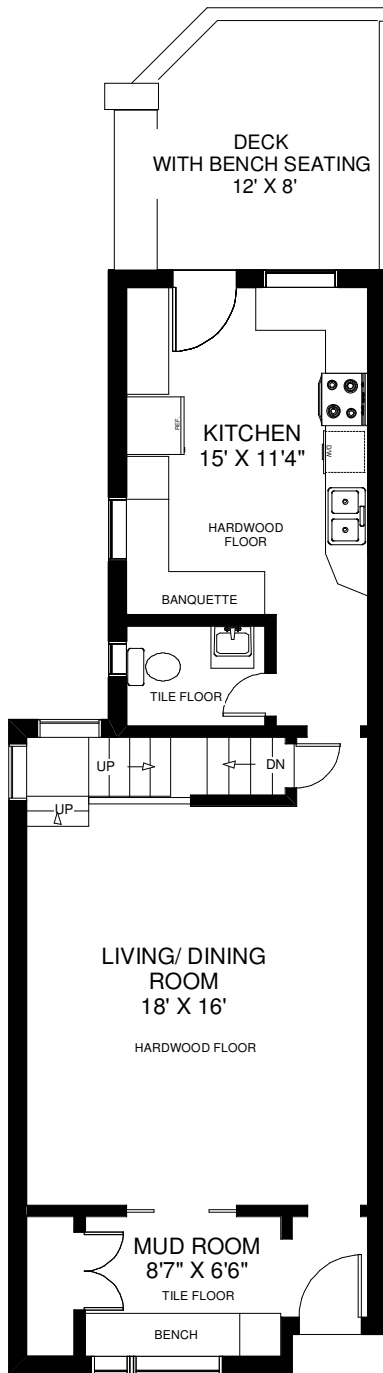 DECK
WITH BENCH SEATING
12' X 8'
REF.
KITCHEN
15' X 11'4"
D/W
HARDWOOD
FLOOR
BANQUETTE
TILE FLOOR
UP
DN
UP
LIVING/ DINING
ROOM
18' X 16'
HARDWOOD FLOOR
MUD ROOM
8'7" X 6'6"
TILE FLOOR
BENCH